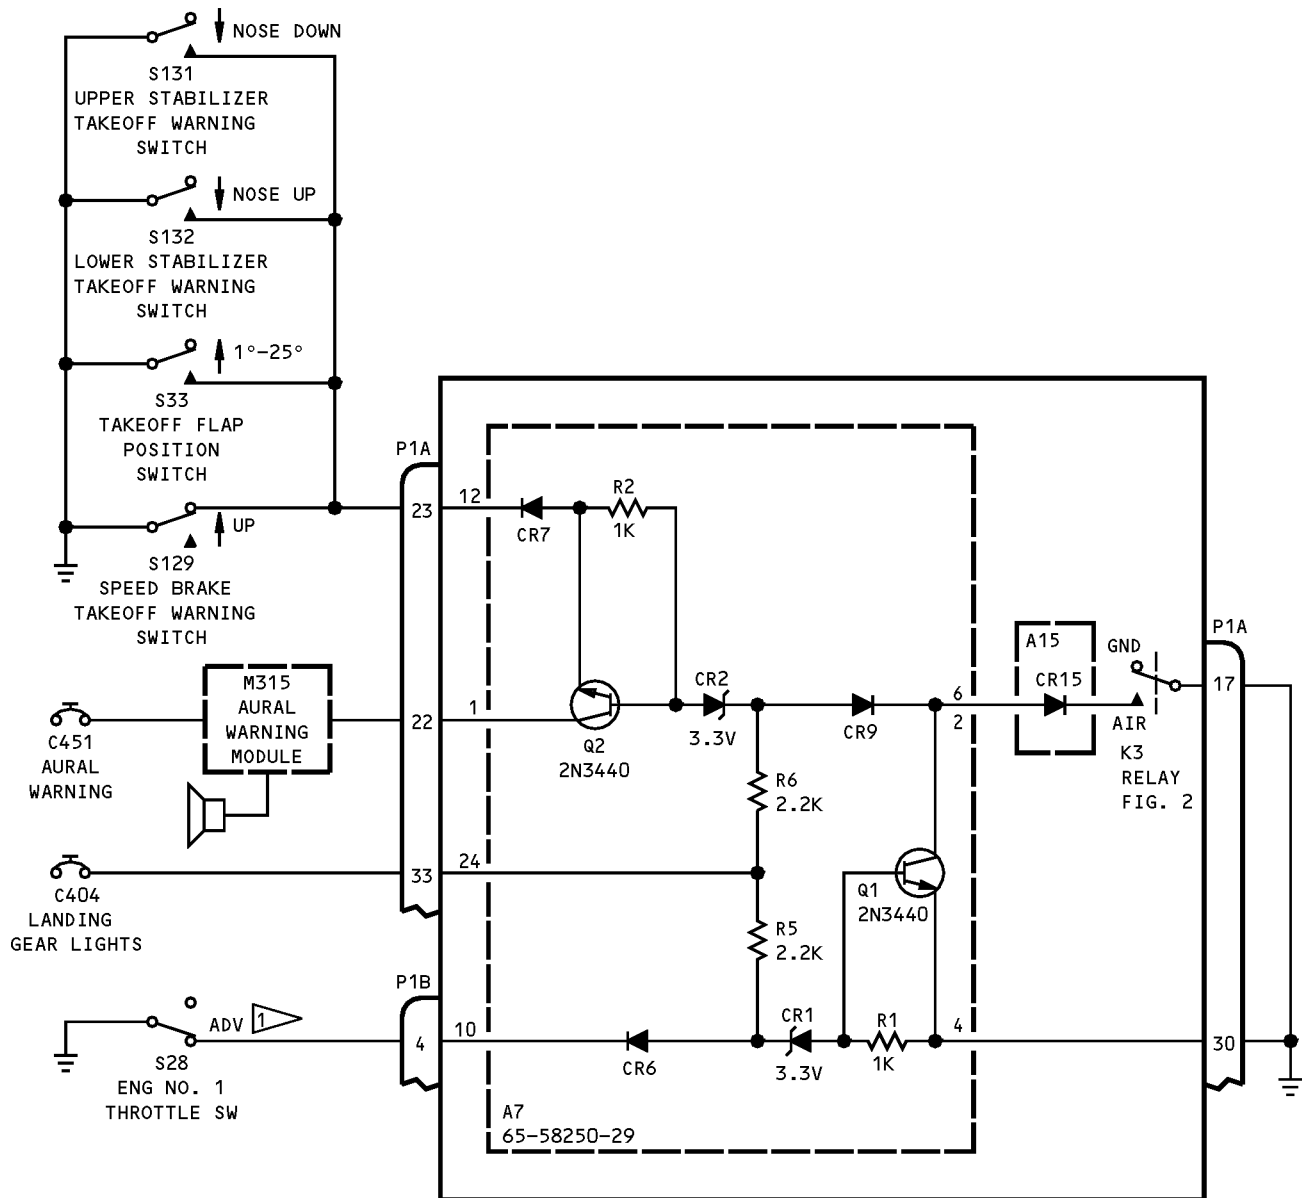 NOSE DOWN
S131
UPPER STABILIZER
TAKEOFF WARNING
SWITCH
NOSE UP
S132
LOWER STABILIZER
TAKEOFF WARNING
SWITCH
1°-25°
S33
TAKEOFF FLAP
POSITION
SWITCH
UP
S129
SPEED BRAKE
TAKEOFF WARNING
SWITCH
M315
AURAL
WARNING
MODULE
C451
AURAL
WARNING
C404
LANDING
GEAR LIGHTS
ADV 1
S28
ENG NO. 1
THROTTLE SW
P1A
23
22
33
P1B
4
12
1
24
10
CR7
R2
1K
Q2
2N3440
CR2
3.3V
CR9
R6
2.2K
R5
2.2K
Q1
2N3440
CR6
CR1
3.3V
R1
1K
6
2
4
A7
65-58250-29
A15
CR15
GND
AIR
K3
RELAY
FIG. 2
P1A
17
30